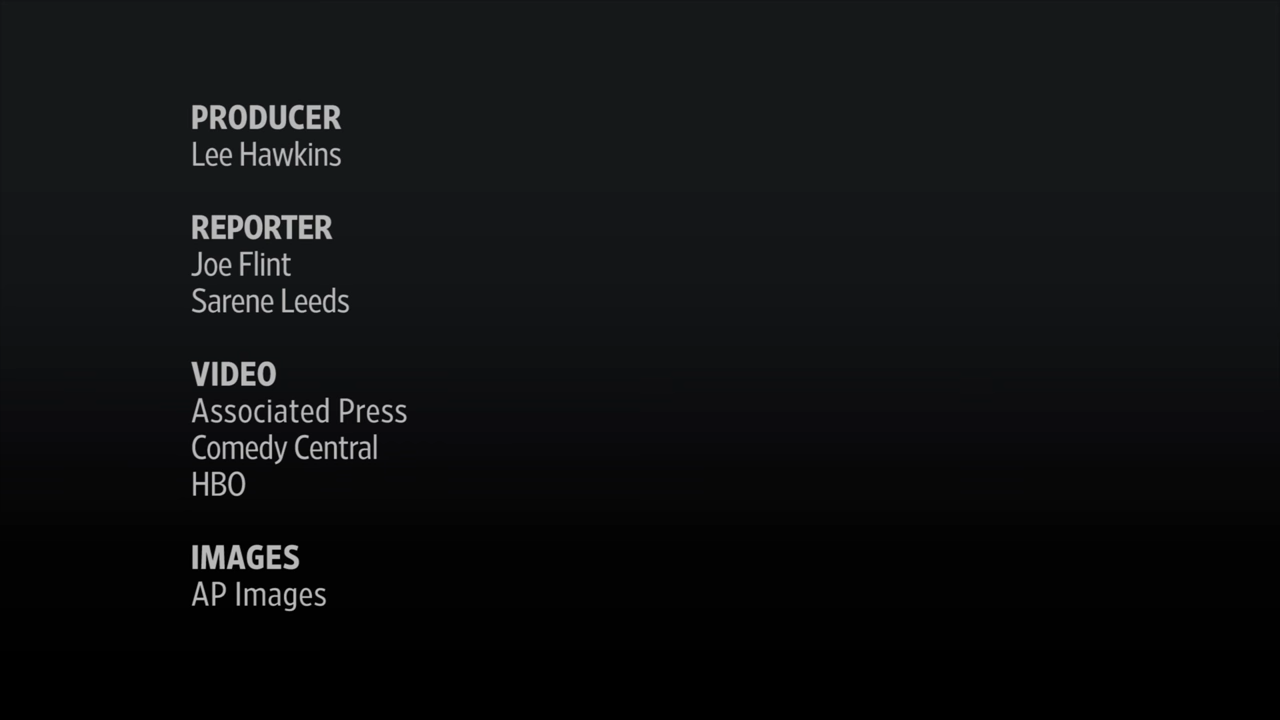 PRODUCER
Lee Hawkins
REPORTER
Joe Flint
Sarene Leeds
VIDEO
Associated Press
Comedy Central
HBO
IMAGES
AP Images